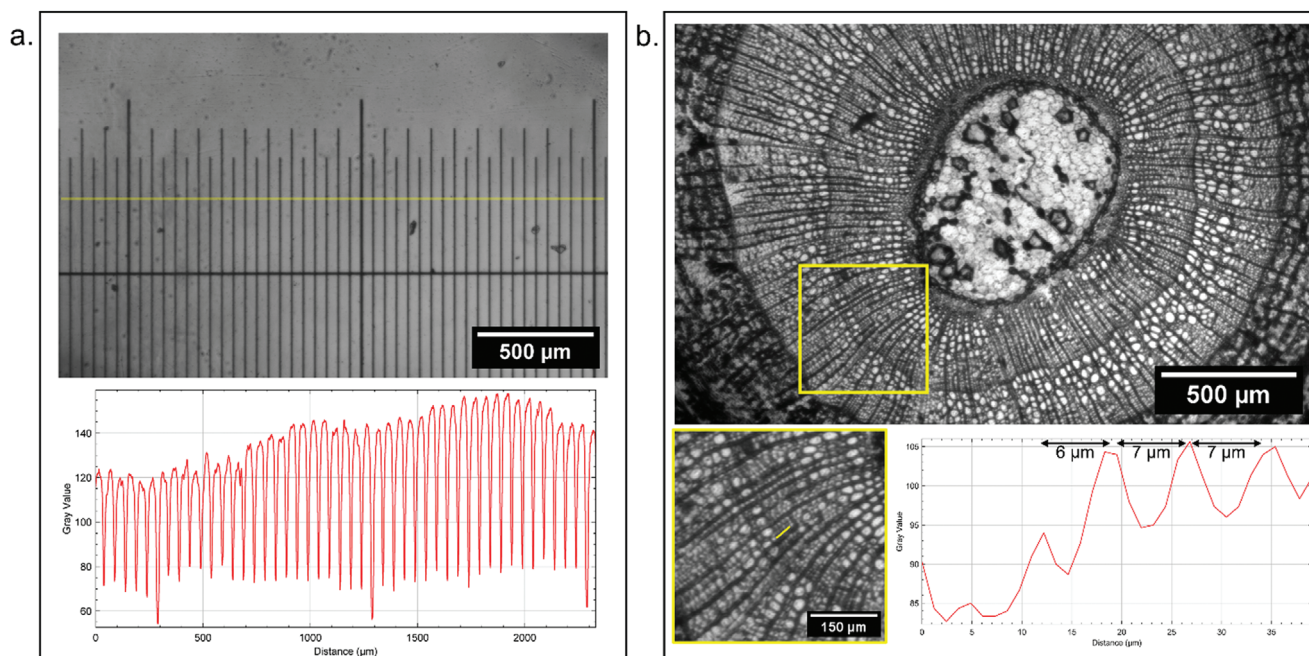 a.
500 µm
140
120
100
80
60
Gray Value
0
500
1000
1500
2000
Distance (µm)
b.
500 µm
150 µm
105
100
95
90
85
Gray Value
6 µm
7 µm
7 µm
0
5
10
15
20
25
30
35
Distance (µm)